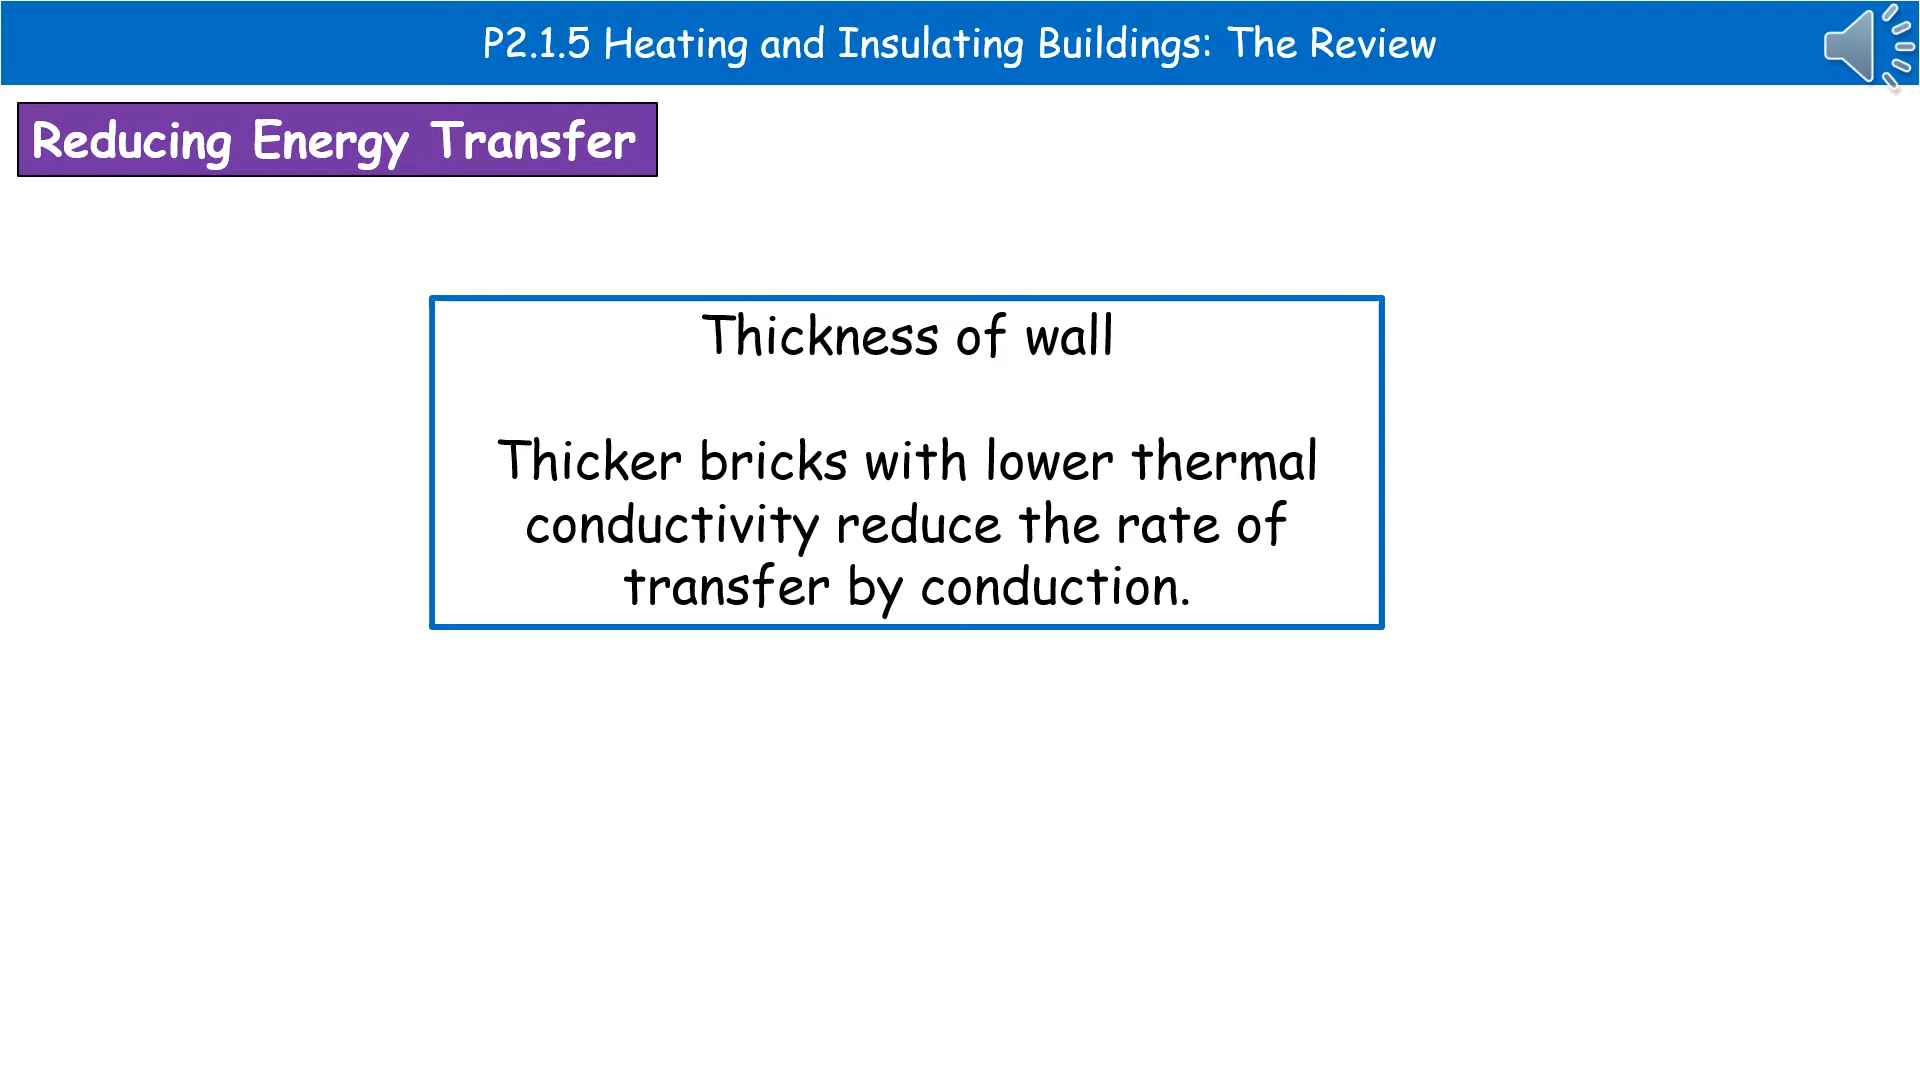 P2.1.5 Heating and Insulating Buildings: The Review
Reducing Energy Transfer
Thickness of wall
Thicker bricks with lower thermal
conductivity reduce the rate of
transfer by conduction.